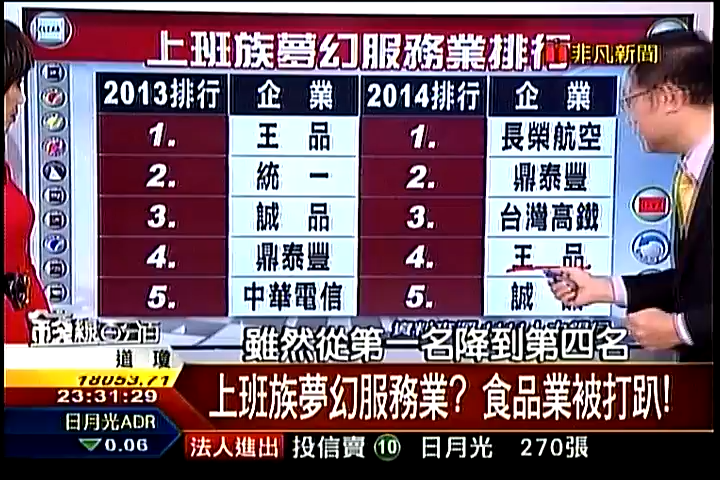 CLEAR
上班族夢幻服務業排行
非凡新聞
2013排行 企業 2014排行 企業
1. 王品 1. 長榮航空
2. 統一 2. 鼎泰豐
3. 誠品 3. 台灣高鐵
4. 鼎泰豐 4. 王品
5. 中華電信 5. 誠
雖然從第一名降到第四名
道瓊
18053.71
上班族夢幻服務業? 食品業被打趴!
23:31:29
日月光ADR
▼0.06
法人進出 投信賣 10 日月光 270張